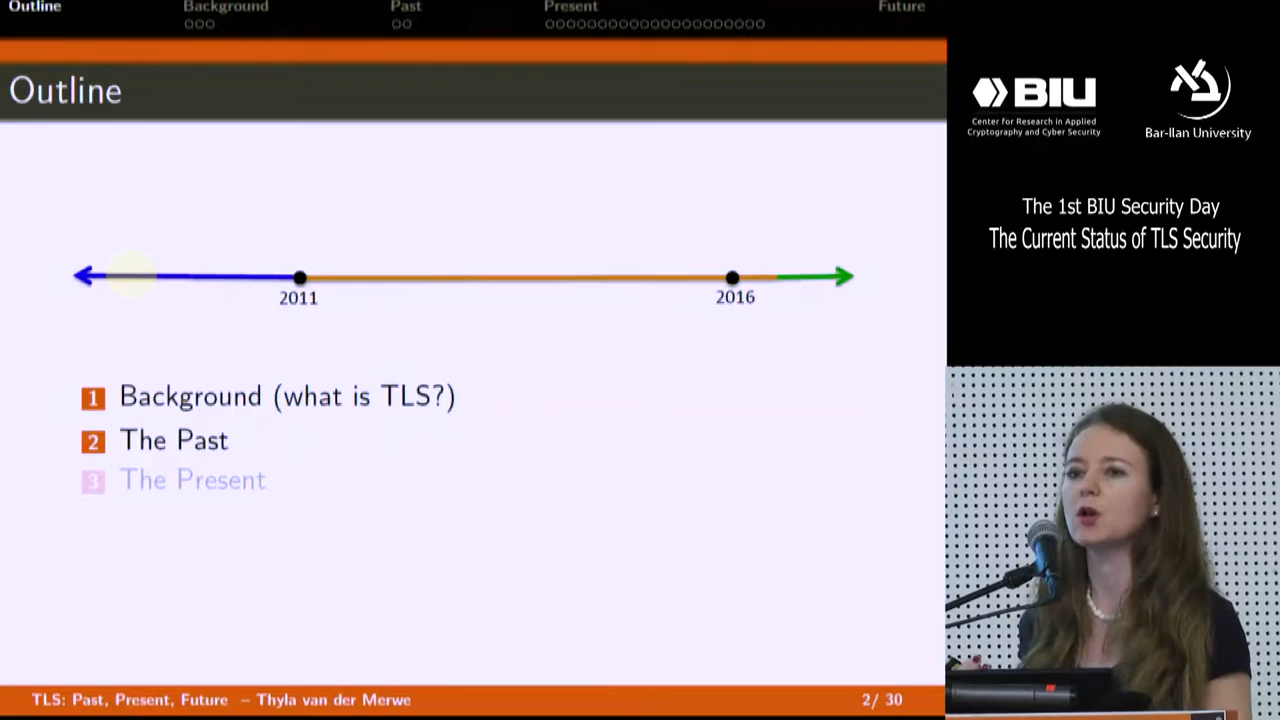 Outline Background Past Present Future
Outline
2011 2016
1 Background (what is TLS?)
2 The Past
3 The Present
TLS: Past, Present, Future – Thyla van der Merwe 2/ 30
BIU
Center for Research in Applied
Cryptography and Cyber Security
Bar-Ilan University
The 1st BIU Security Day
The Current Status of TLS Security